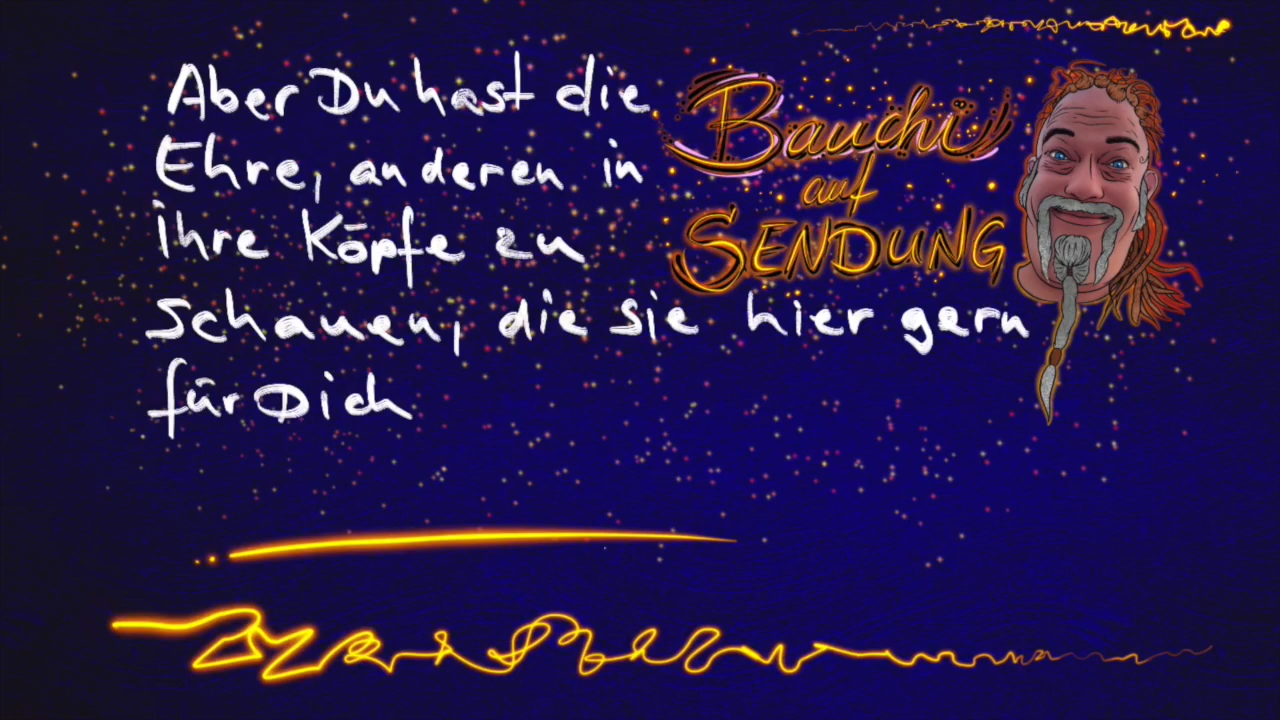 Aber Du hast die
Ehre, anderen in
ihre Köpfe zu
schauen, die sie hier gern
für Dich
Bauchi
auf
SENDUNG